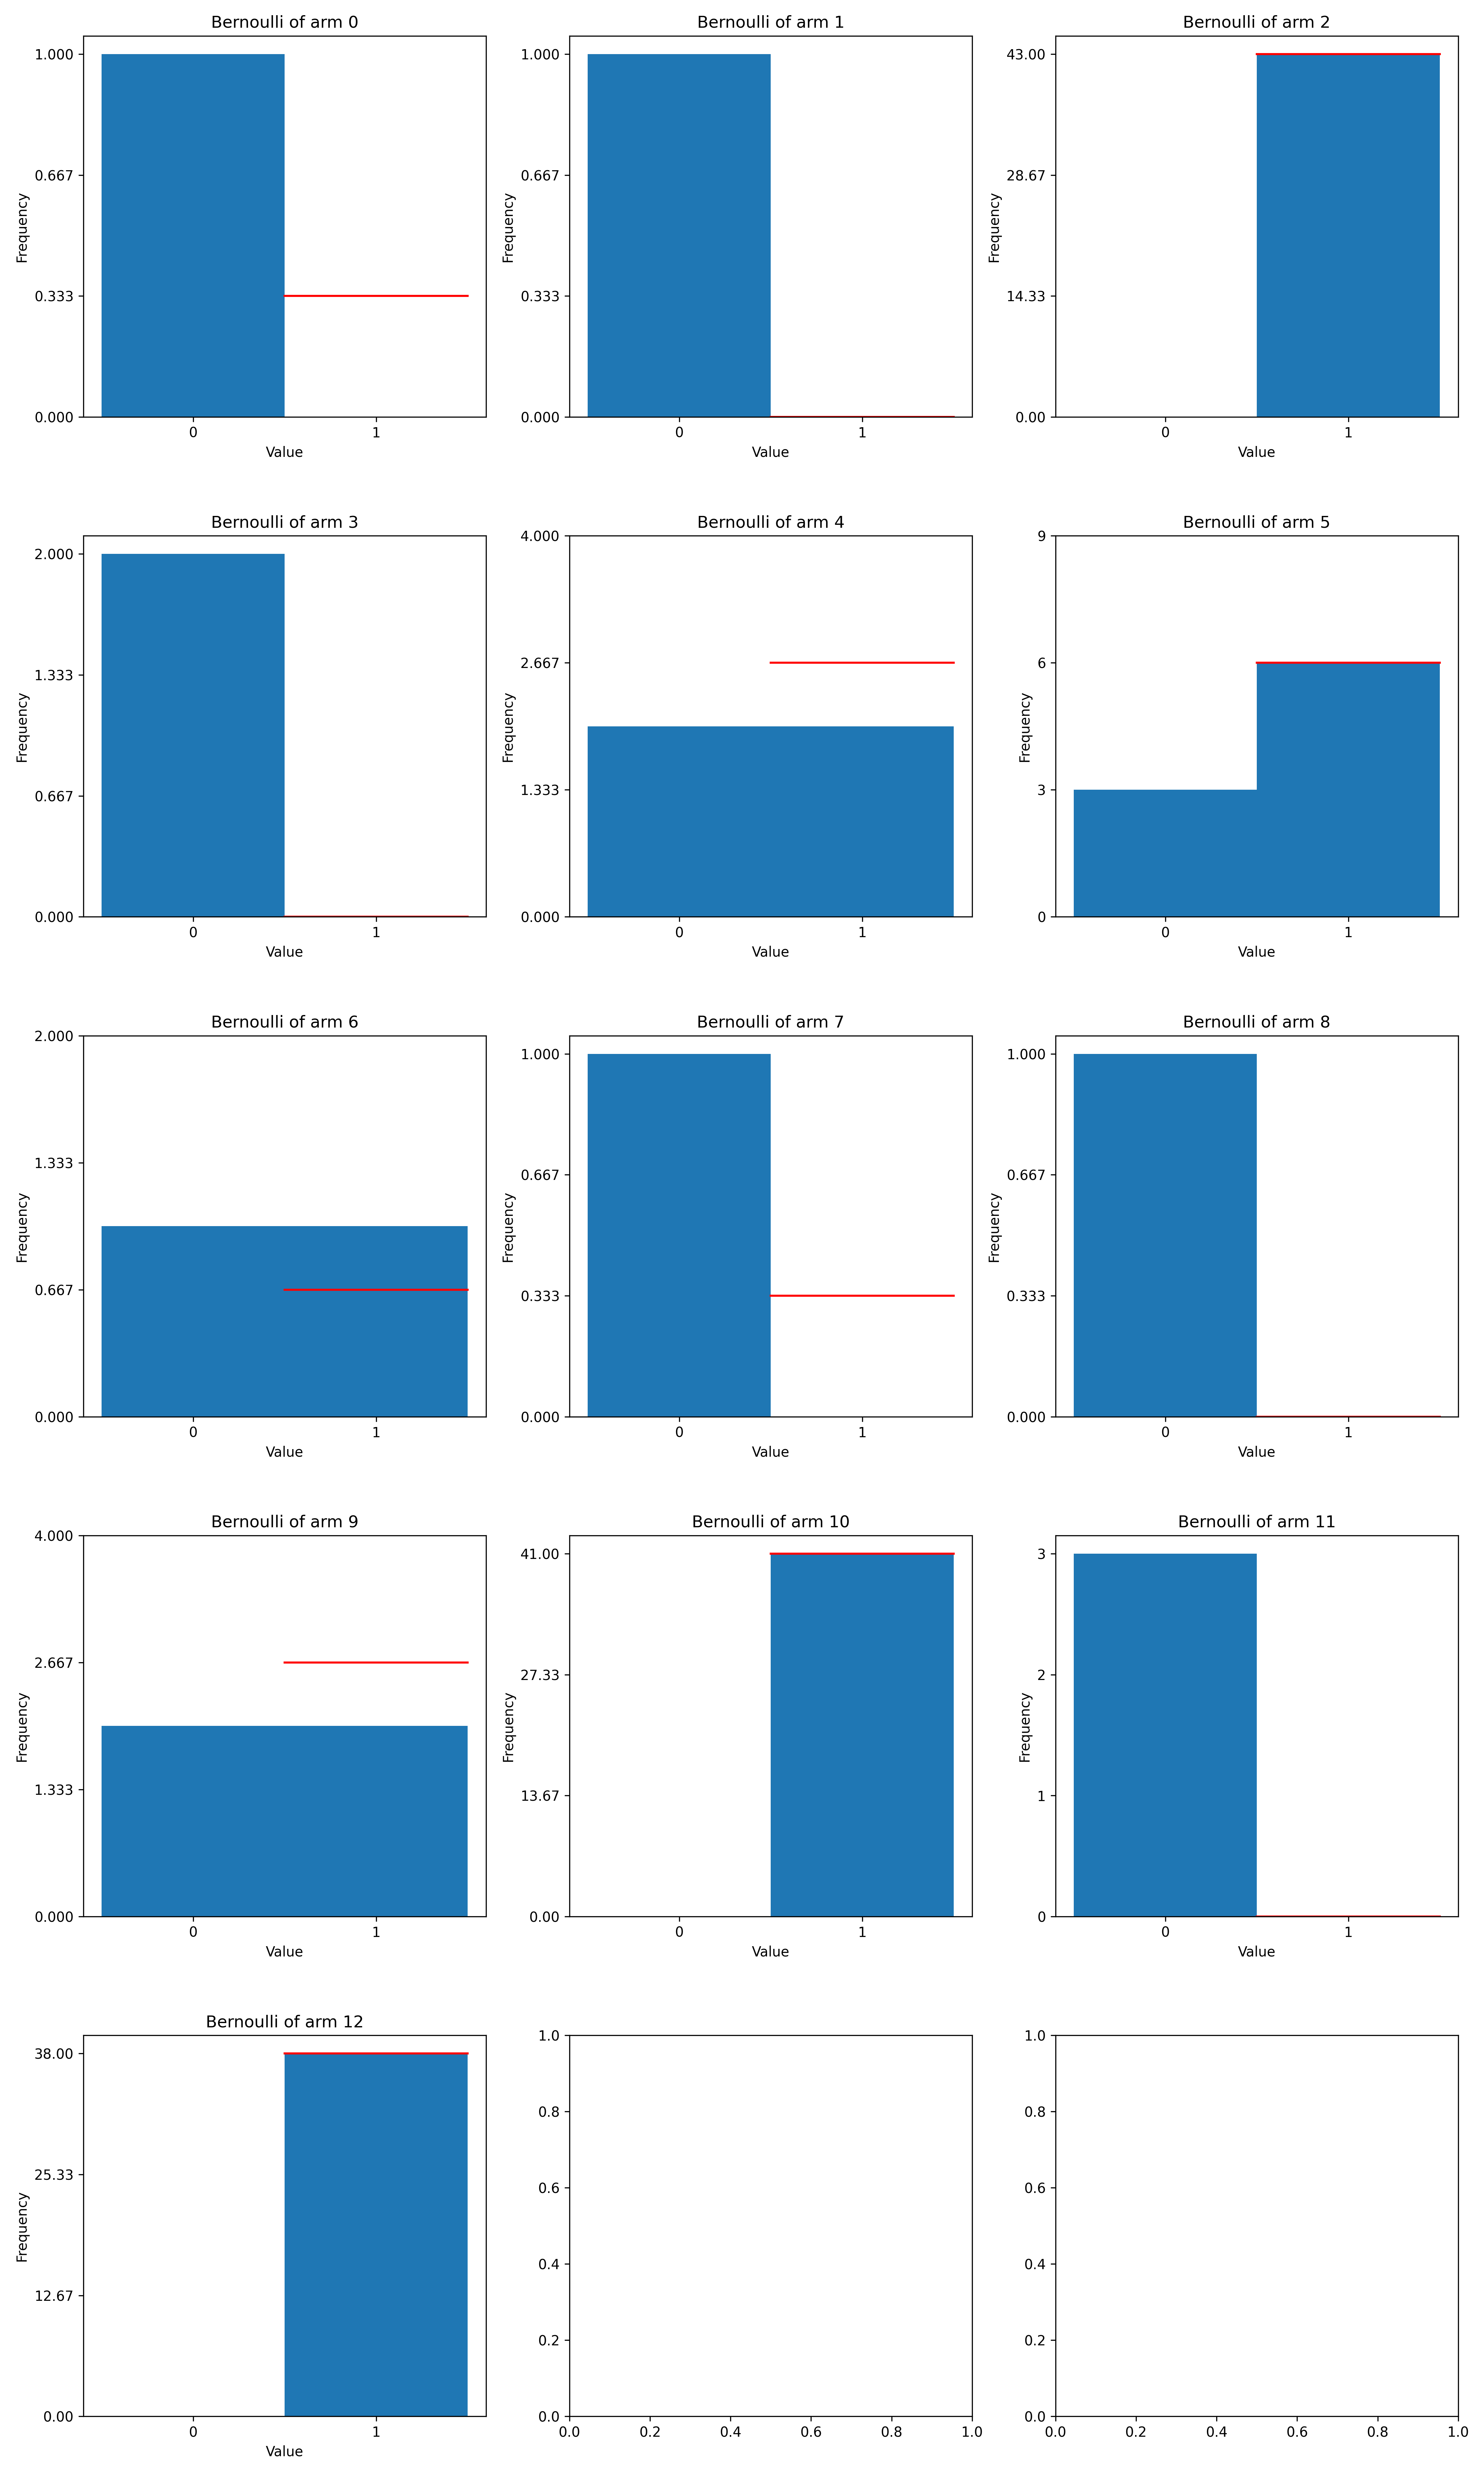 Bernoulli of arm 0
1.000
0.667
0.333
0.000
Frequency
0 1
Value
Bernoulli of arm 1
1.000
0.667
0.333
0.000
Frequency
0 1
Value
Bernoulli of arm 2
43.00
28.67
14.33
0.00
Frequency
0 1
Value
Bernoulli of arm 3
2.000
1.333
0.667
0.000
Frequency
0 1
Value
Bernoulli of arm 4
4.000
2.667
1.333
0.000
Frequency
0 1
Value
Bernoulli of arm 5
9
6
3
0
Frequency
0 1
Value
Bernoulli of arm 6
2.000
1.333
0.667
0.000
Frequency
0 1
Value
Bernoulli of arm 7
1.000
0.667
0.333
0.000
Frequency
0 1
Value
Bernoulli of arm 8
1.000
0.667
0.333
0.000
Frequency
0 1
Value
Bernoulli of arm 9
4.000
2.667
1.333
0.000
Frequency
0 1
Value
Bernoulli of arm 10
41.00
27.33
13.67
0.00
Frequency
0 1
Value
Bernoulli of arm 11
3
2
1
0
Frequency
0 1
Value
Bernoulli of arm 12
38.00
25.33
12.67
0.00
Frequency
0 1
Value
1.0
0.8
0.6
0.4
0.2
0.0
0.0 0.2 0.4 0.6 0.8 1.0
1.0
0.8
0.6
0.4
0.2
0.0
0.0 0.2 0.4 0.6 0.8 1.0